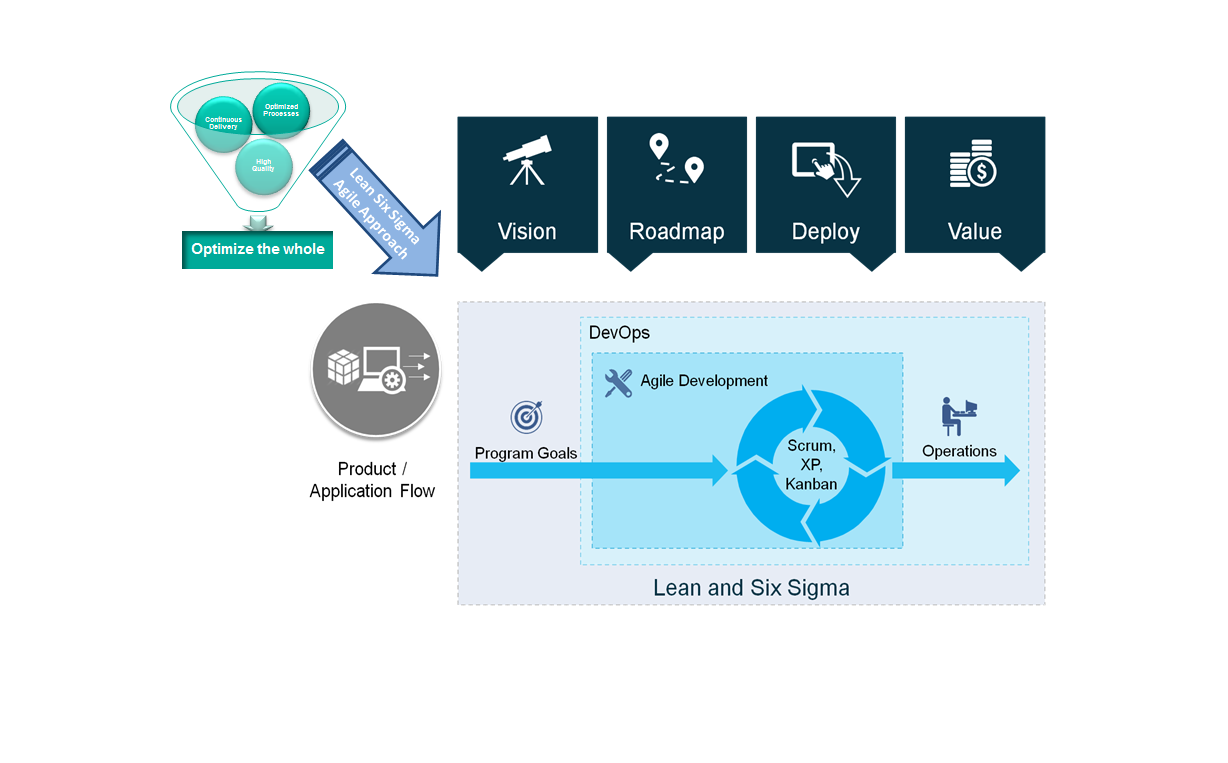 Continuous
Delivery
Optimized
Processes
High
Quality
Optimize the whole
Lean Six Sigma
Agile Approach
Vision
Roadmap
Deploy
Value
$
Product /
Application Flow
DevOps
Agile Development
Program Goals
Scrum,
XP,
Kanban
Operations
Lean and Six Sigma